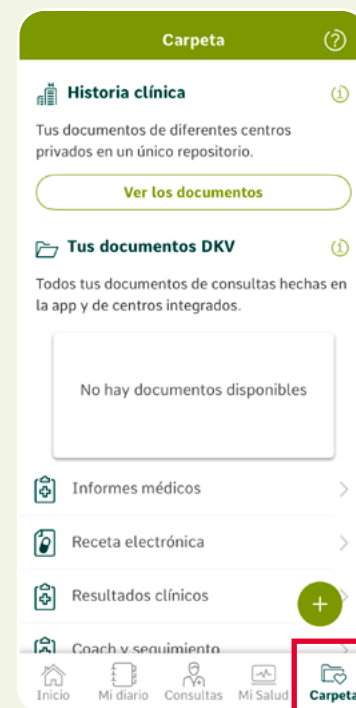 Carpeta
Historia clínica
Tus documentos de diferentes centros
privados en un único repositorio.
Ver los documentos
Tus documentos DKV
Todos tus documentos de consultas hechas en
la app y de centros integrados.
No hay documentos disponibles
Informes médicos
Receta electrónica
Resultados clínicos
Coach y seguimiento
Inicio Mi diario Consultas Mi Salud Carpeta